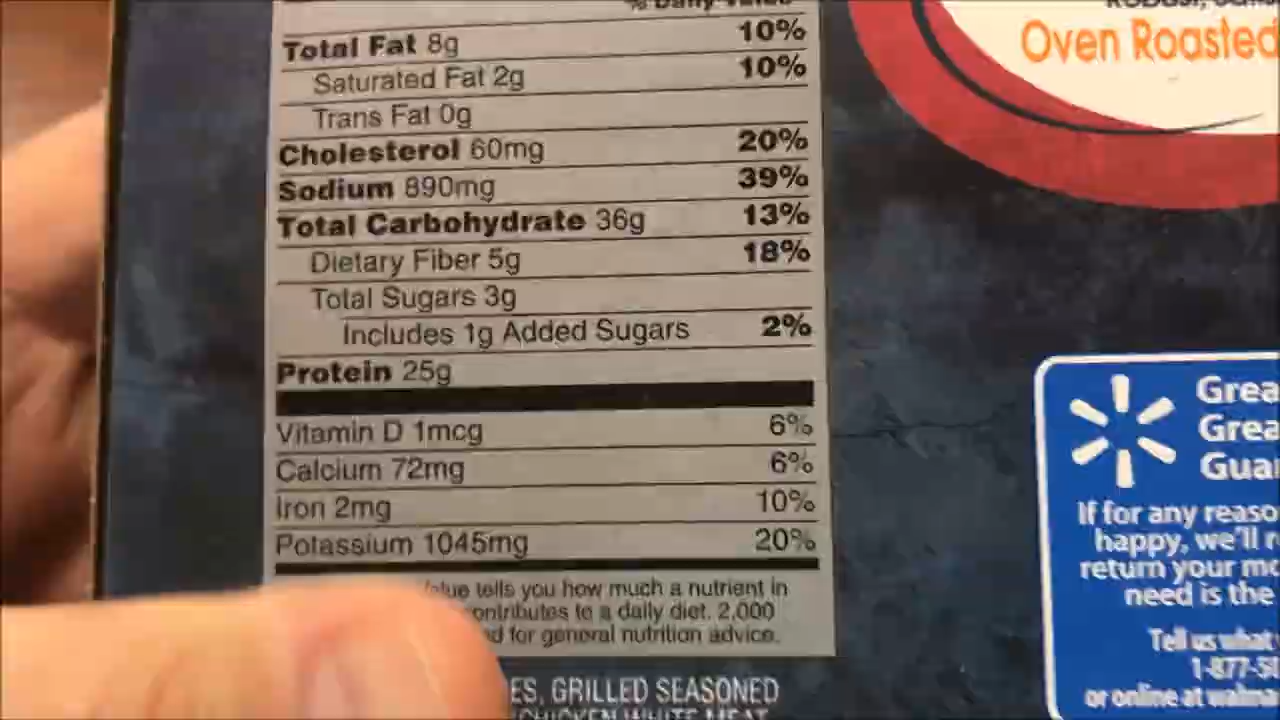 % Daily Value
Total Fat 8g 10%
Saturated Fat 2g 10%
Trans Fat 0g
Cholesterol 60mg 20%
Sodium 890mg 39%
Total Carbohydrate 36g 13%
Dietary Fiber 5g 18%
Total Sugars 3g
Includes 1g Added Sugars 2%
Protein 25g
Vitamin D 1mcg 6%
Calcium 72mg 6%
Iron 2mg 10%
Potassium 1045mg 20%
alue tells you how much a nutrient in
ontributes to a daily diet. 2,000
d for general nutrition advice.
ES, GRILLED SEASONED
CHICKEN WHITE MEAT
Oven Roasted
Grea
Grea
Guar
If for any reaso
happy, we'll r
return your mo
need is the
Tell us what
1-877-50
or online at walma